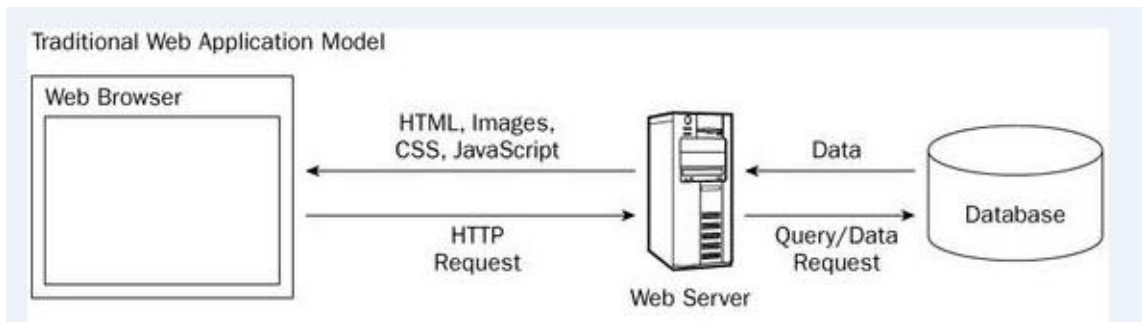 Traditional Web Application Model
Web Browser
HTML, Images,
CSS, JavaScript
HTTP
Request
Web Server
Data
Query/Data
Request
Database